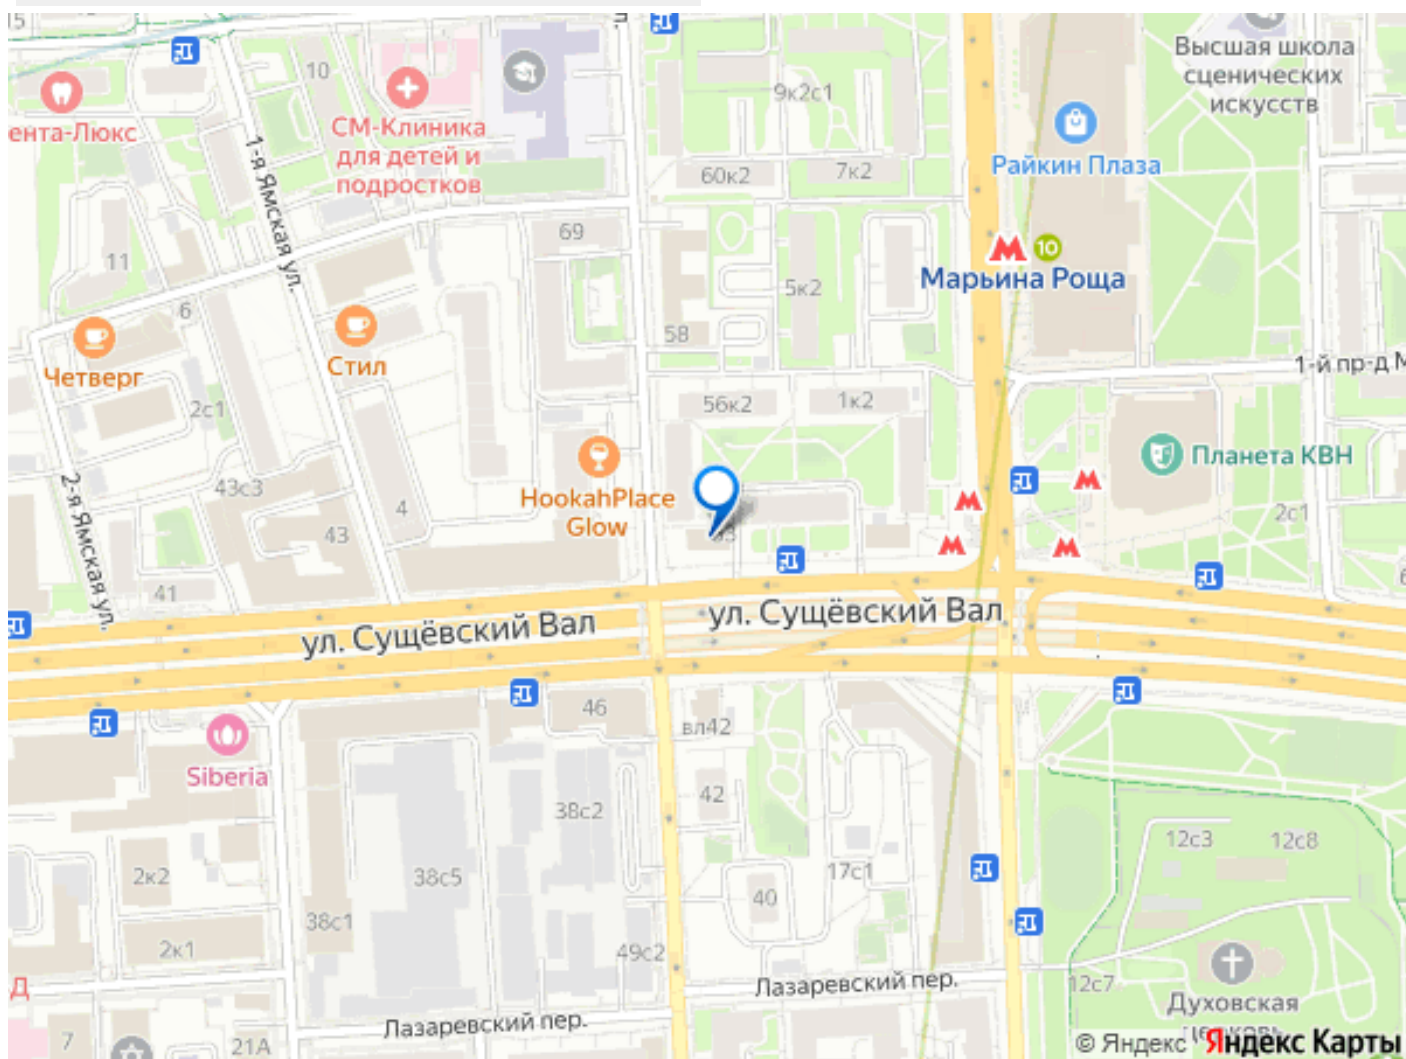 15
10
9к2с1
Высшая школа
сценических
искусств
ента-Люкс
СМ-Клиника
для детей и
подростков
1-я Ямская ул.
60к2
7к2
Райкин Плаза
69
11
10
Марьина Роща
6
5к2
58
Четверг
Стил
1-й пр-д М
2с1
56к2
1к2
Планета КВН
HookahPlace
Glow
43с3
4
43
2-я Ямская ул.
2с1
41
ул. Сущёвский Вал
ул. Сущёвский Вал
46
вл42
Siberia
42
38с2
12с3
12с8
2к2
38с5
17с1
40
38с1
2к1
49с2
Лазаревский пер.
12с7
Духовская
церковь
Д
Лазаревский пер.
7
21А
© Яндекс Яндекс Карты